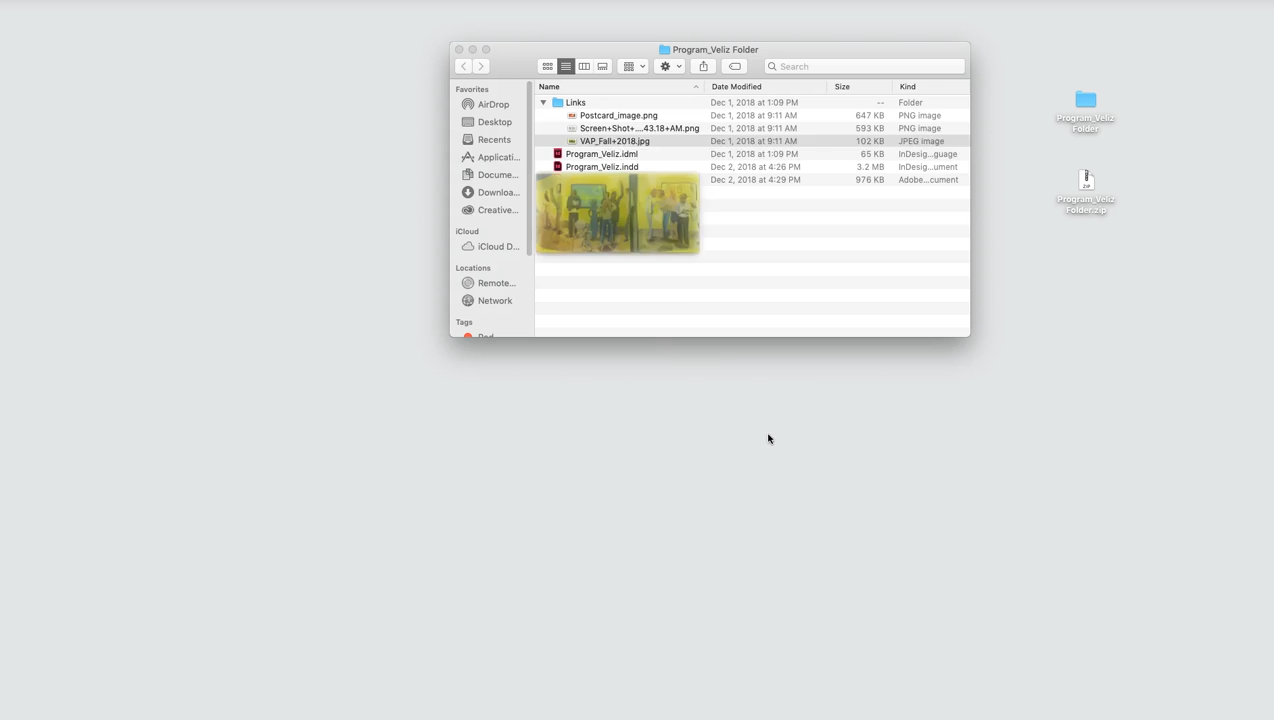 Program_Veliz Folder
Search
Name Date Modified Size Kind
Favorites
AirDrop
Desktop
Recents
Applicati...
Docume...
Downloa...
Creative...
iCloud
iCloud D...
Locations
Remote...
Network
Tags
Links Dec 1, 2018 at 1:09 PM -- Folder
Postcard_image.png Dec 1, 2018 at 9:11 AM 647 KB PNG image
Screen+Shot+....43.18+AM.png Dec 1, 2018 at 9:11 AM 593 KB PNG image
VAP_Fall+2018.jpg Dec 1, 2018 at 9:11 AM 102 KB JPEG image
Program_Veliz.idml Dec 1, 2018 at 1:09 PM 65 KB InDesig...guage
Program_Veliz.indd Dec 2, 2018 at 4:26 PM 3.2 MB InDesig...ument
Dec 2, 2018 at 4:29 PM 976 KB Adobe...cument
Program_Veliz
Folder
ZIP
Program_Veliz
Folder.zip